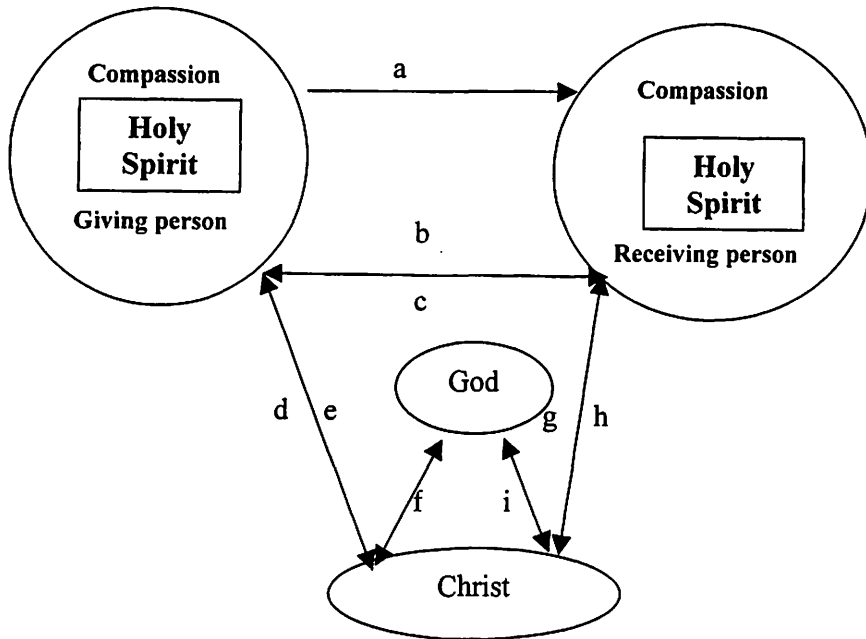 a
Compassion
Holy
Spirit
Giving person
Compassion
Holy
Spirit
Receiving person
b
c
God
d
e
g
h
f
i
Christ